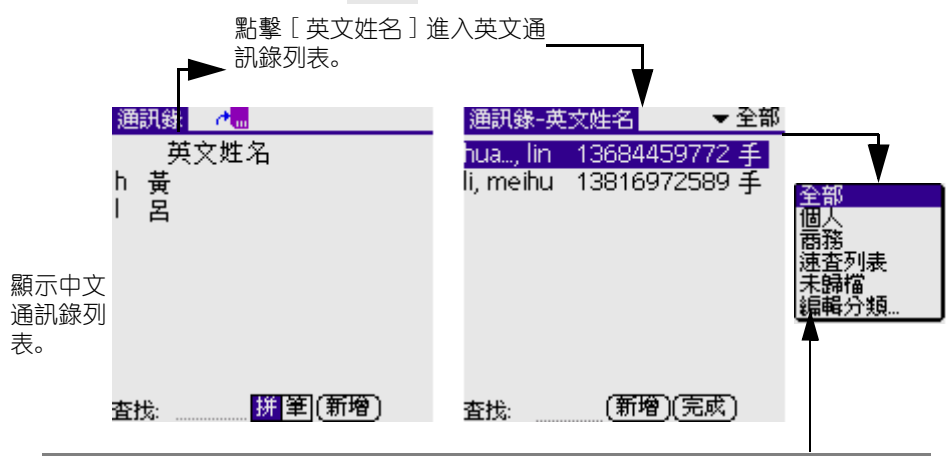 點擊［英文姓名］進入英文通
訊錄列表。
通訊錄
英文姓名
h 黃
l 呂
顯示中文
通訊錄列
表。
查找: 拼 筆 新增
通訊錄-英文姓名 全部
hua..., lin 13684459772 手
li, meihu 13816972589 手
查找: 新增 完成
全部
個人
商務
速查列表
未歸檔
編輯分類...